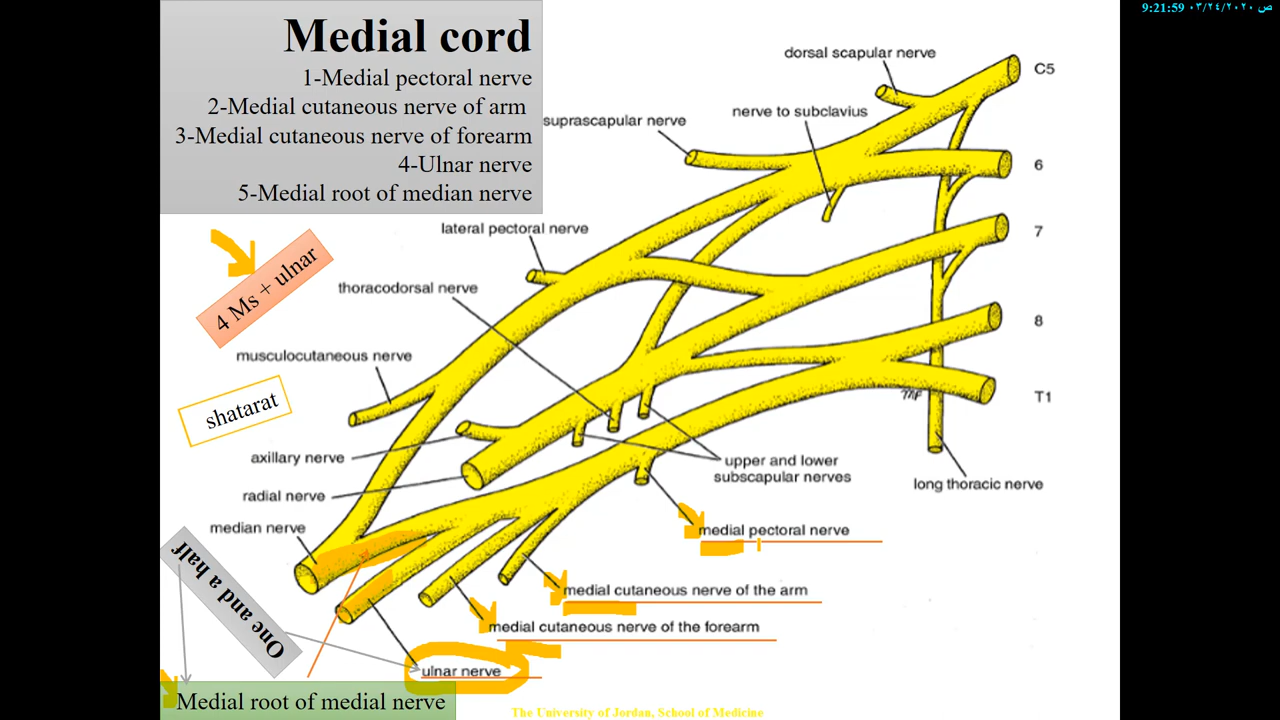 ص ٠٣/٢٤/٢٠٢٠ 9:21:59
Medial cord
1-Medial pectoral nerve
2-Medial cutaneous nerve of arm
3-Medial cutaneous nerve of forearm
4-Ulnar nerve
5-Medial root of median nerve
dorsal scapular nerve
C5
nerve to subclavius
suprascapular nerve
6
lateral pectoral nerve
7
4 Ms + ulnar
thoracodorsal nerve
8
musculocutaneous nerve
T1
shatarat
axillary nerve
upper and lower
subscapular nerves
radial nerve
long thoracic nerve
median nerve
medial pectoral nerve
One and a half
medial cutaneous nerve of the arm
medial cutaneous nerve of the forearm
ulnar nerve
Medial root of medial nerve
The University of Jordan, School of Medicine